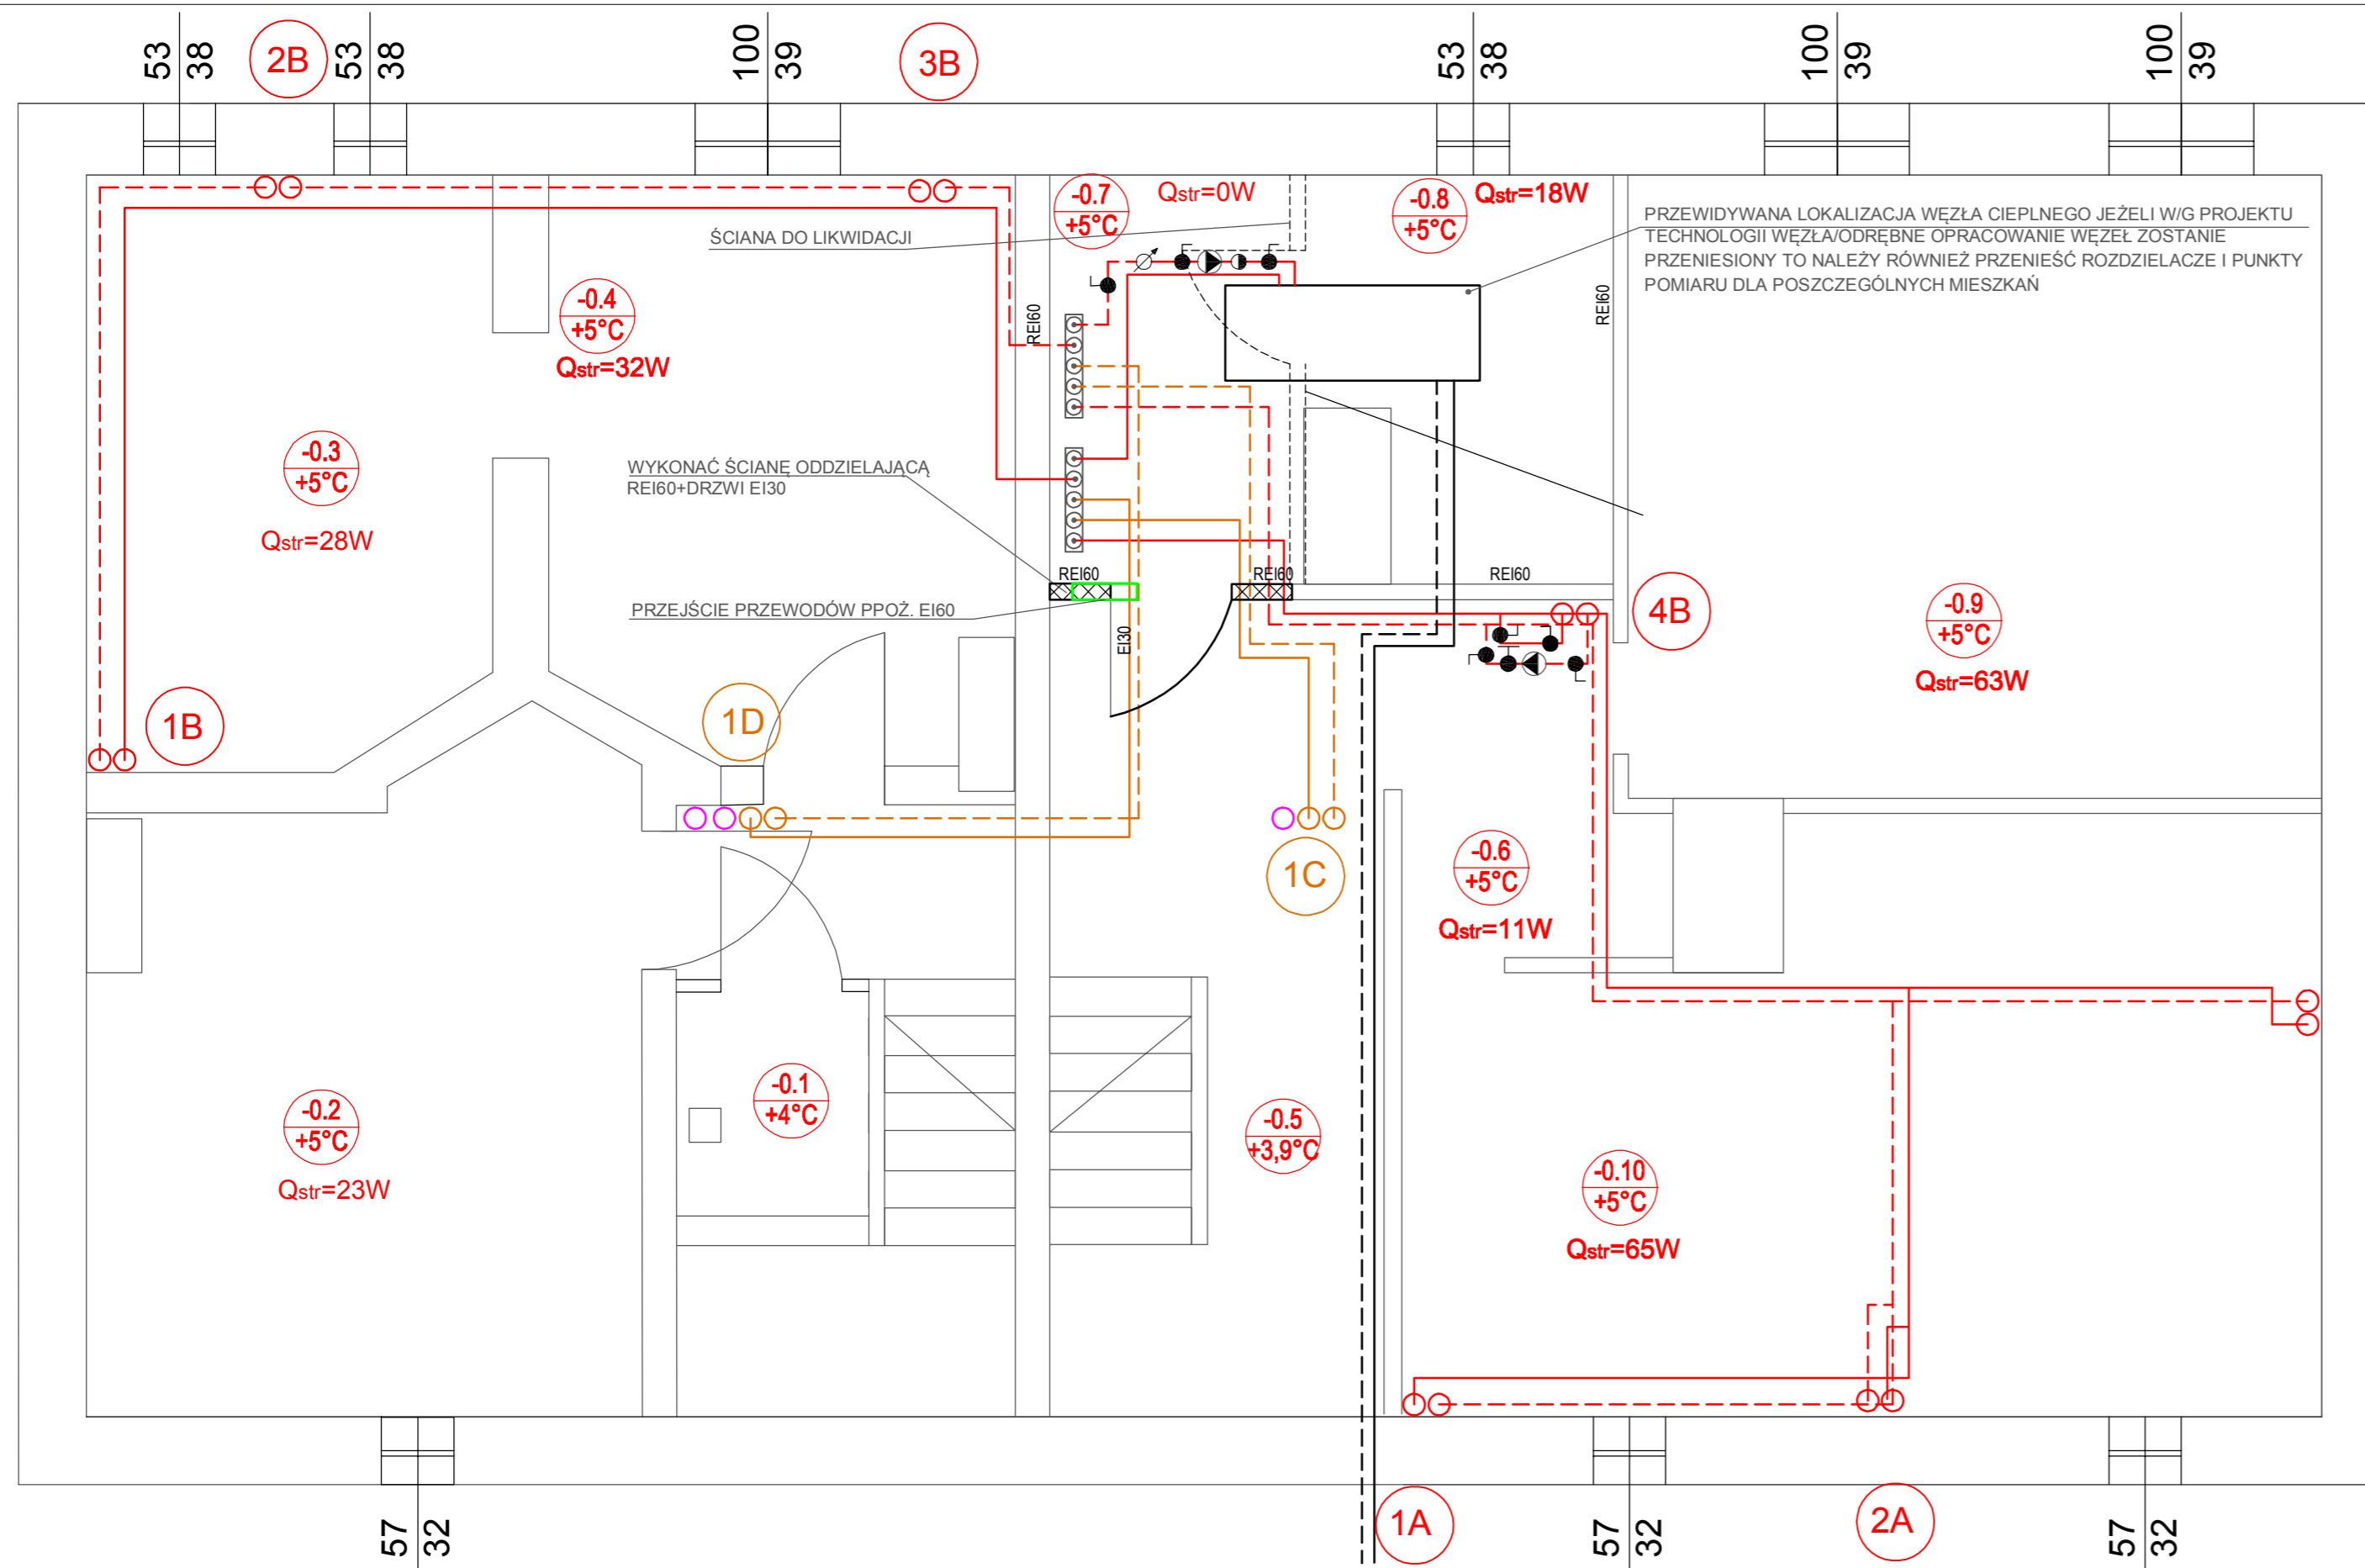 53
38
2B
53
38
100
39
3B
53
38
100
39
100
39
-0.7
+5°C
Qstr=0W
-0.8
+5°C
Qstr=18W
PRZEWIDYWANA LOKALIZACJA WĘZŁA CIEPLNEGO JEŻELI W/G PROJEKTU
TECHNOLOGII WĘZŁA/ODRĘBNE OPRACOWANIE WĘZEŁ ZOSTANIE
PRZENIESIONY TO NALEŻY RÓWNIEŻ PRZENIEŚĆ ROZDZIELACZE I PUNKTY
POMIARU DLA POSZCZEGÓLNYCH MIESZKAŃ
ŚCIANA DO LIKWIDACJI
-0.4
+5°C
Qstr=32W
REI60
REI60
-0.3
+5°C
Qstr=28W
WYKONAĆ ŚCIANĘ ODDZIELAJĄCĄ
REI60+DRZWI EI30
REI60
REI60
REI60
PRZEJŚCIE PRZEWODÓW PPOŻ. EI60
EI30
4B
-0.9
+5°C
Qstr=63W
1B
1D
1C
-0.6
+5°C
Qstr=11W
-0.2
+5°C
Qstr=23W
-0.1
+4°C
-0.5
+3,9°C
-0.10
+5°C
Qstr=65W
57
32
1A
57
32
2A
57
32